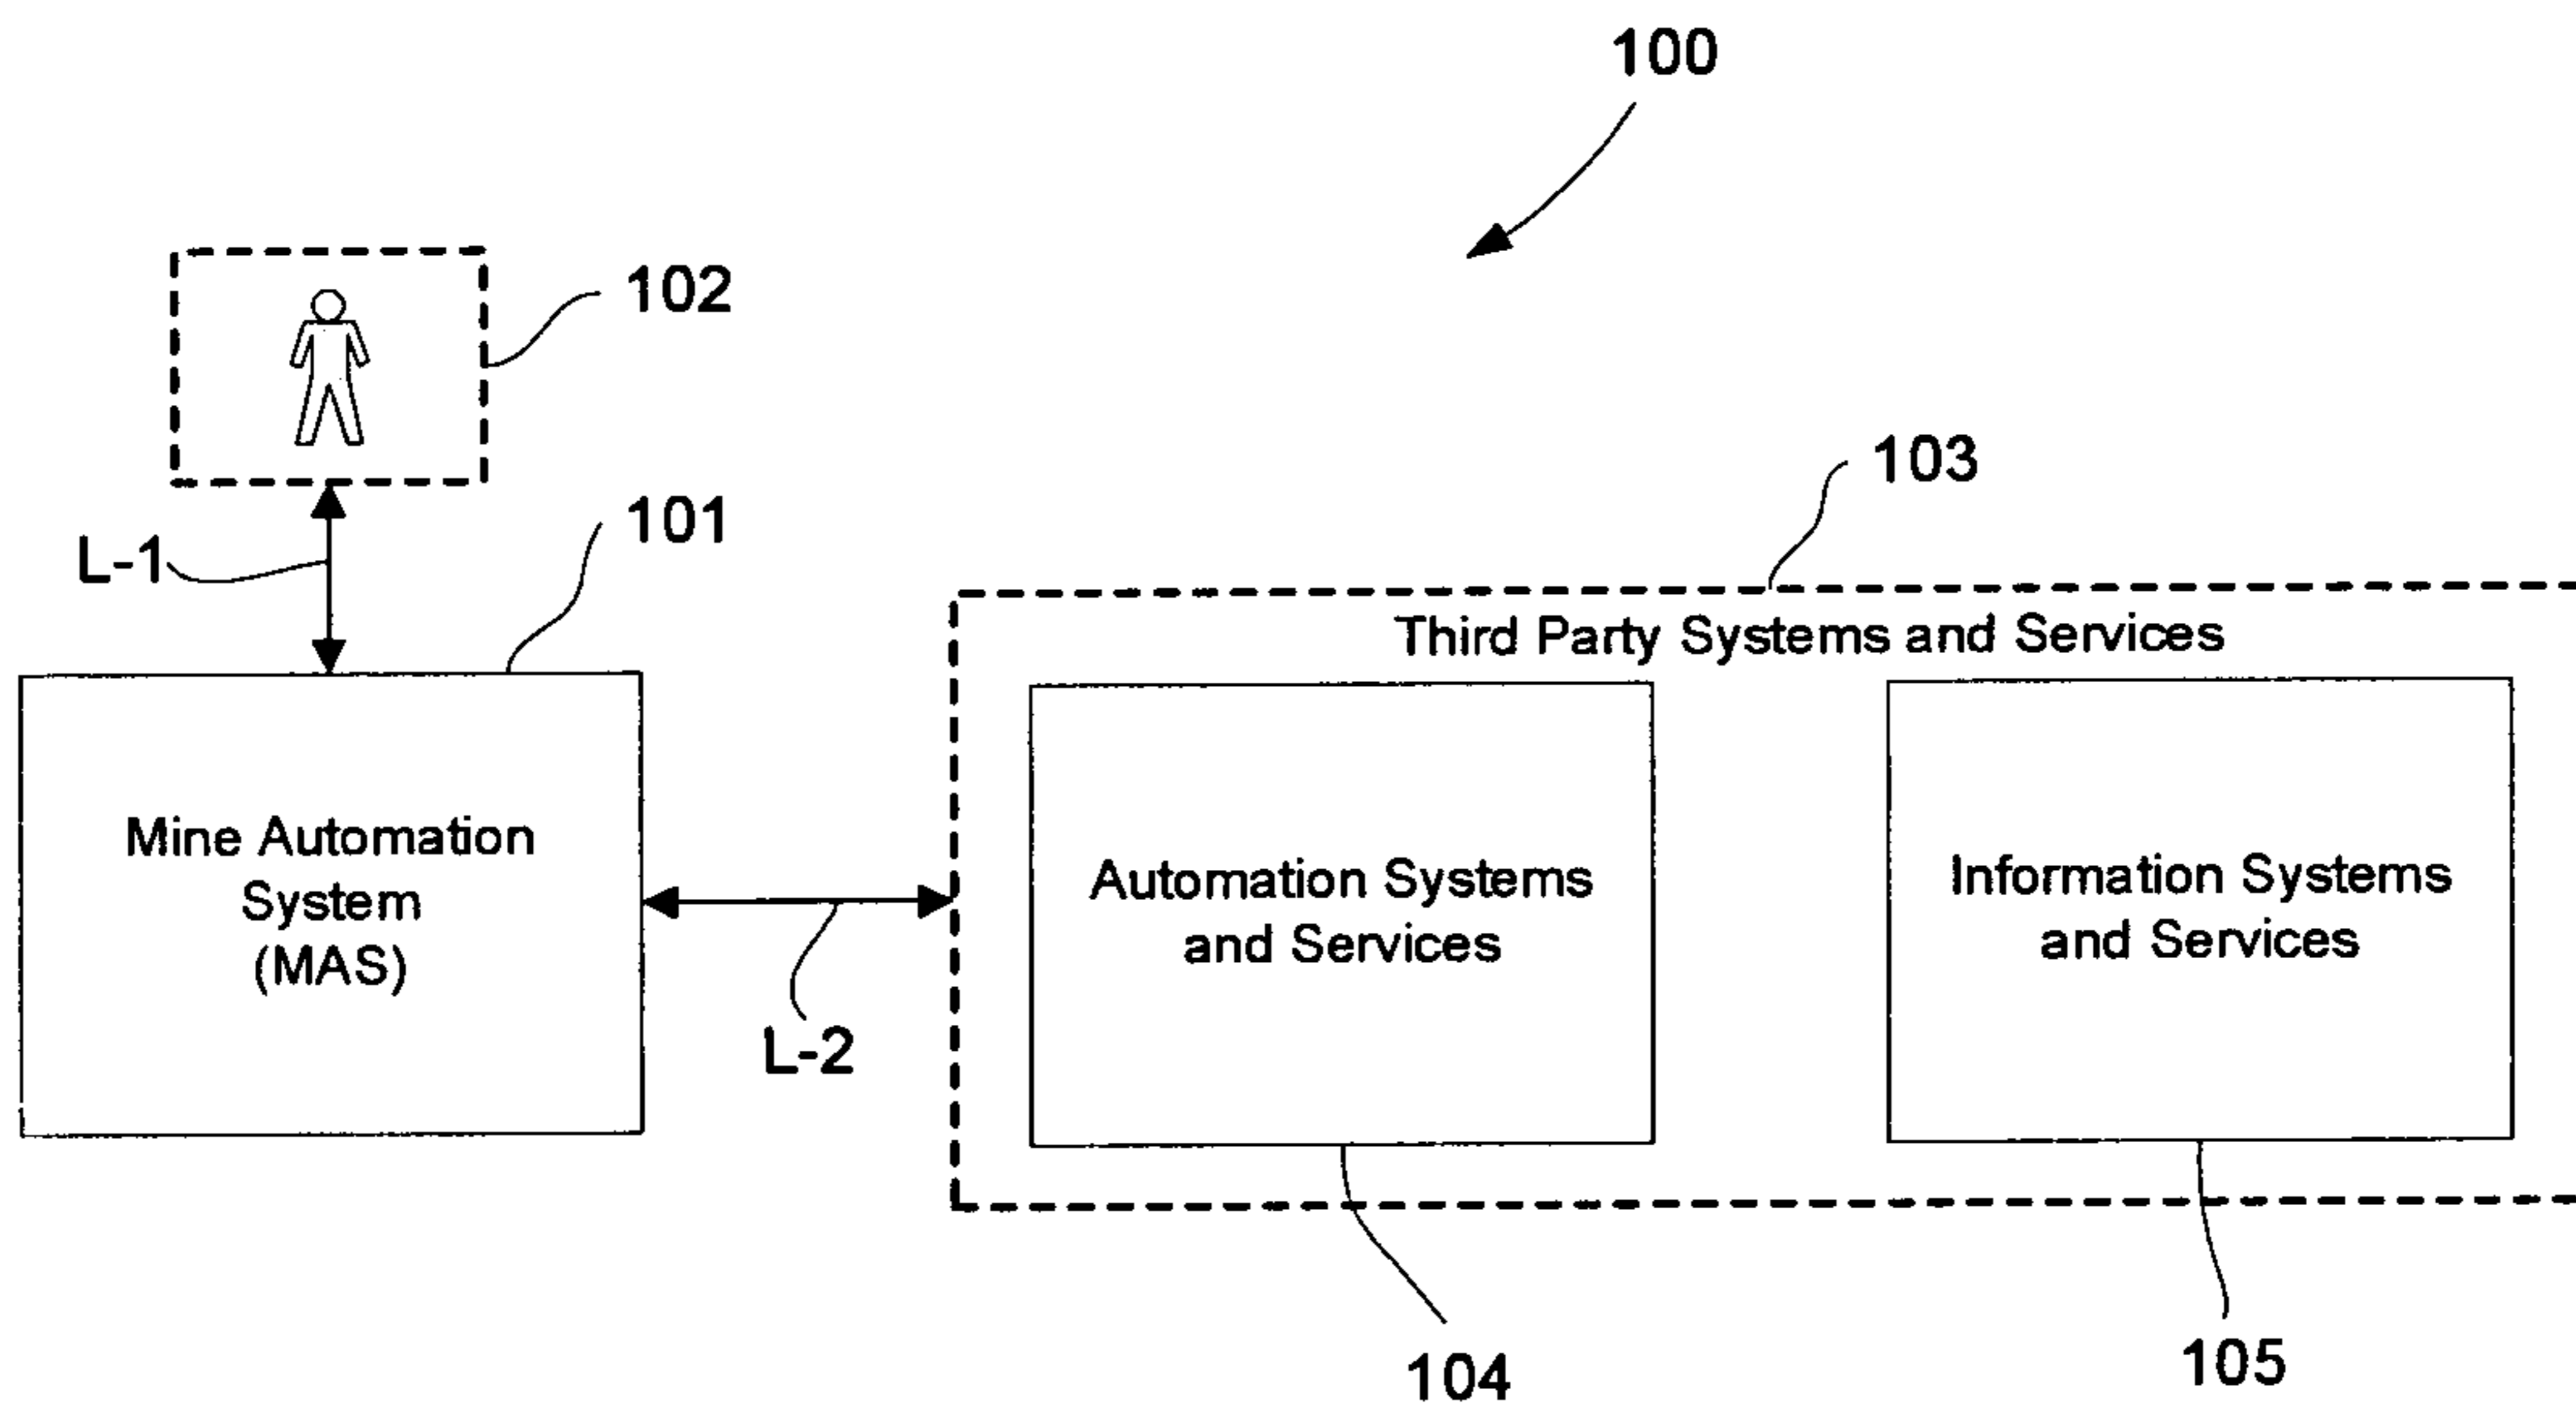 100
102
L-1
101
103
Third Party Systems and Services
Mine Automation
System
(MAS)
Automation Systems
and Services
Information Systems
and Services
L-2
104
105